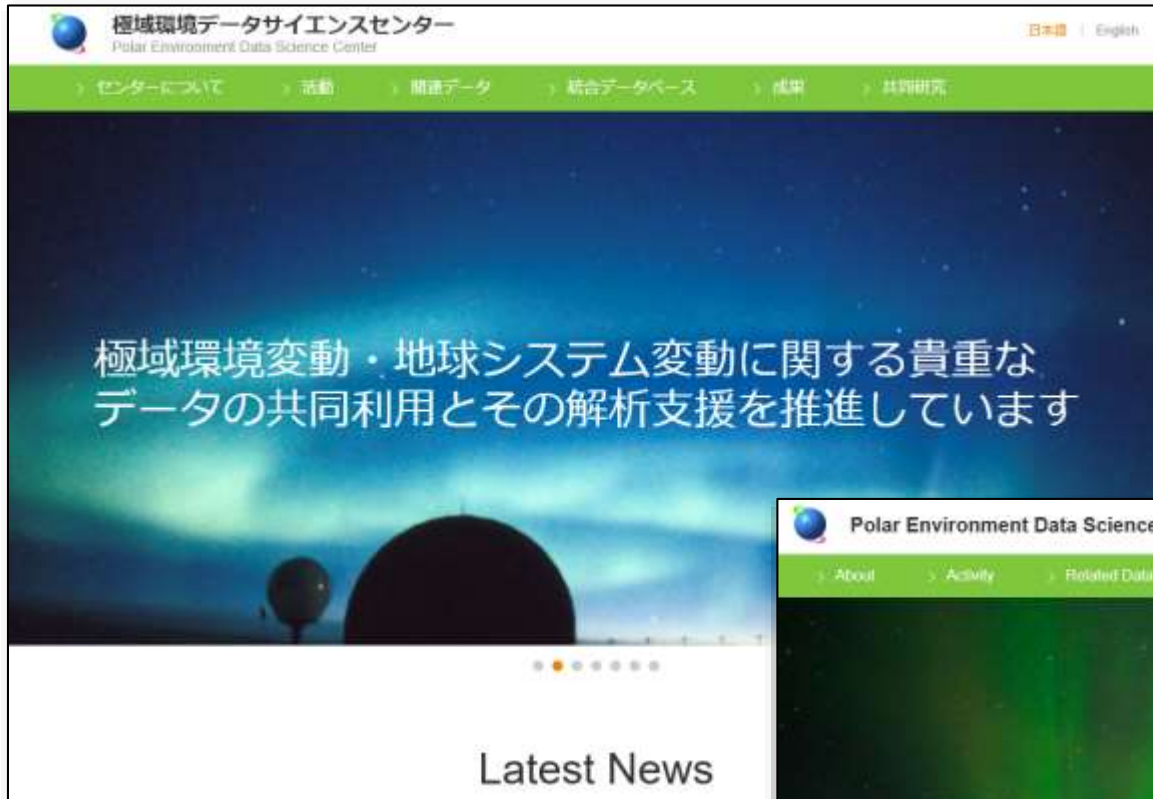 極域環境データサイエンスセンター
Polar Environment Data Science Center
日本語 | English
センターについて
活動
関連データ
統合データベース
成果
共同研究
極域環境変動・地球システム変動に関する貴重な
データの共同利用とその解析支援を推進しています
Latest News
Polar Environment Data Science
About
Activity
Related Data